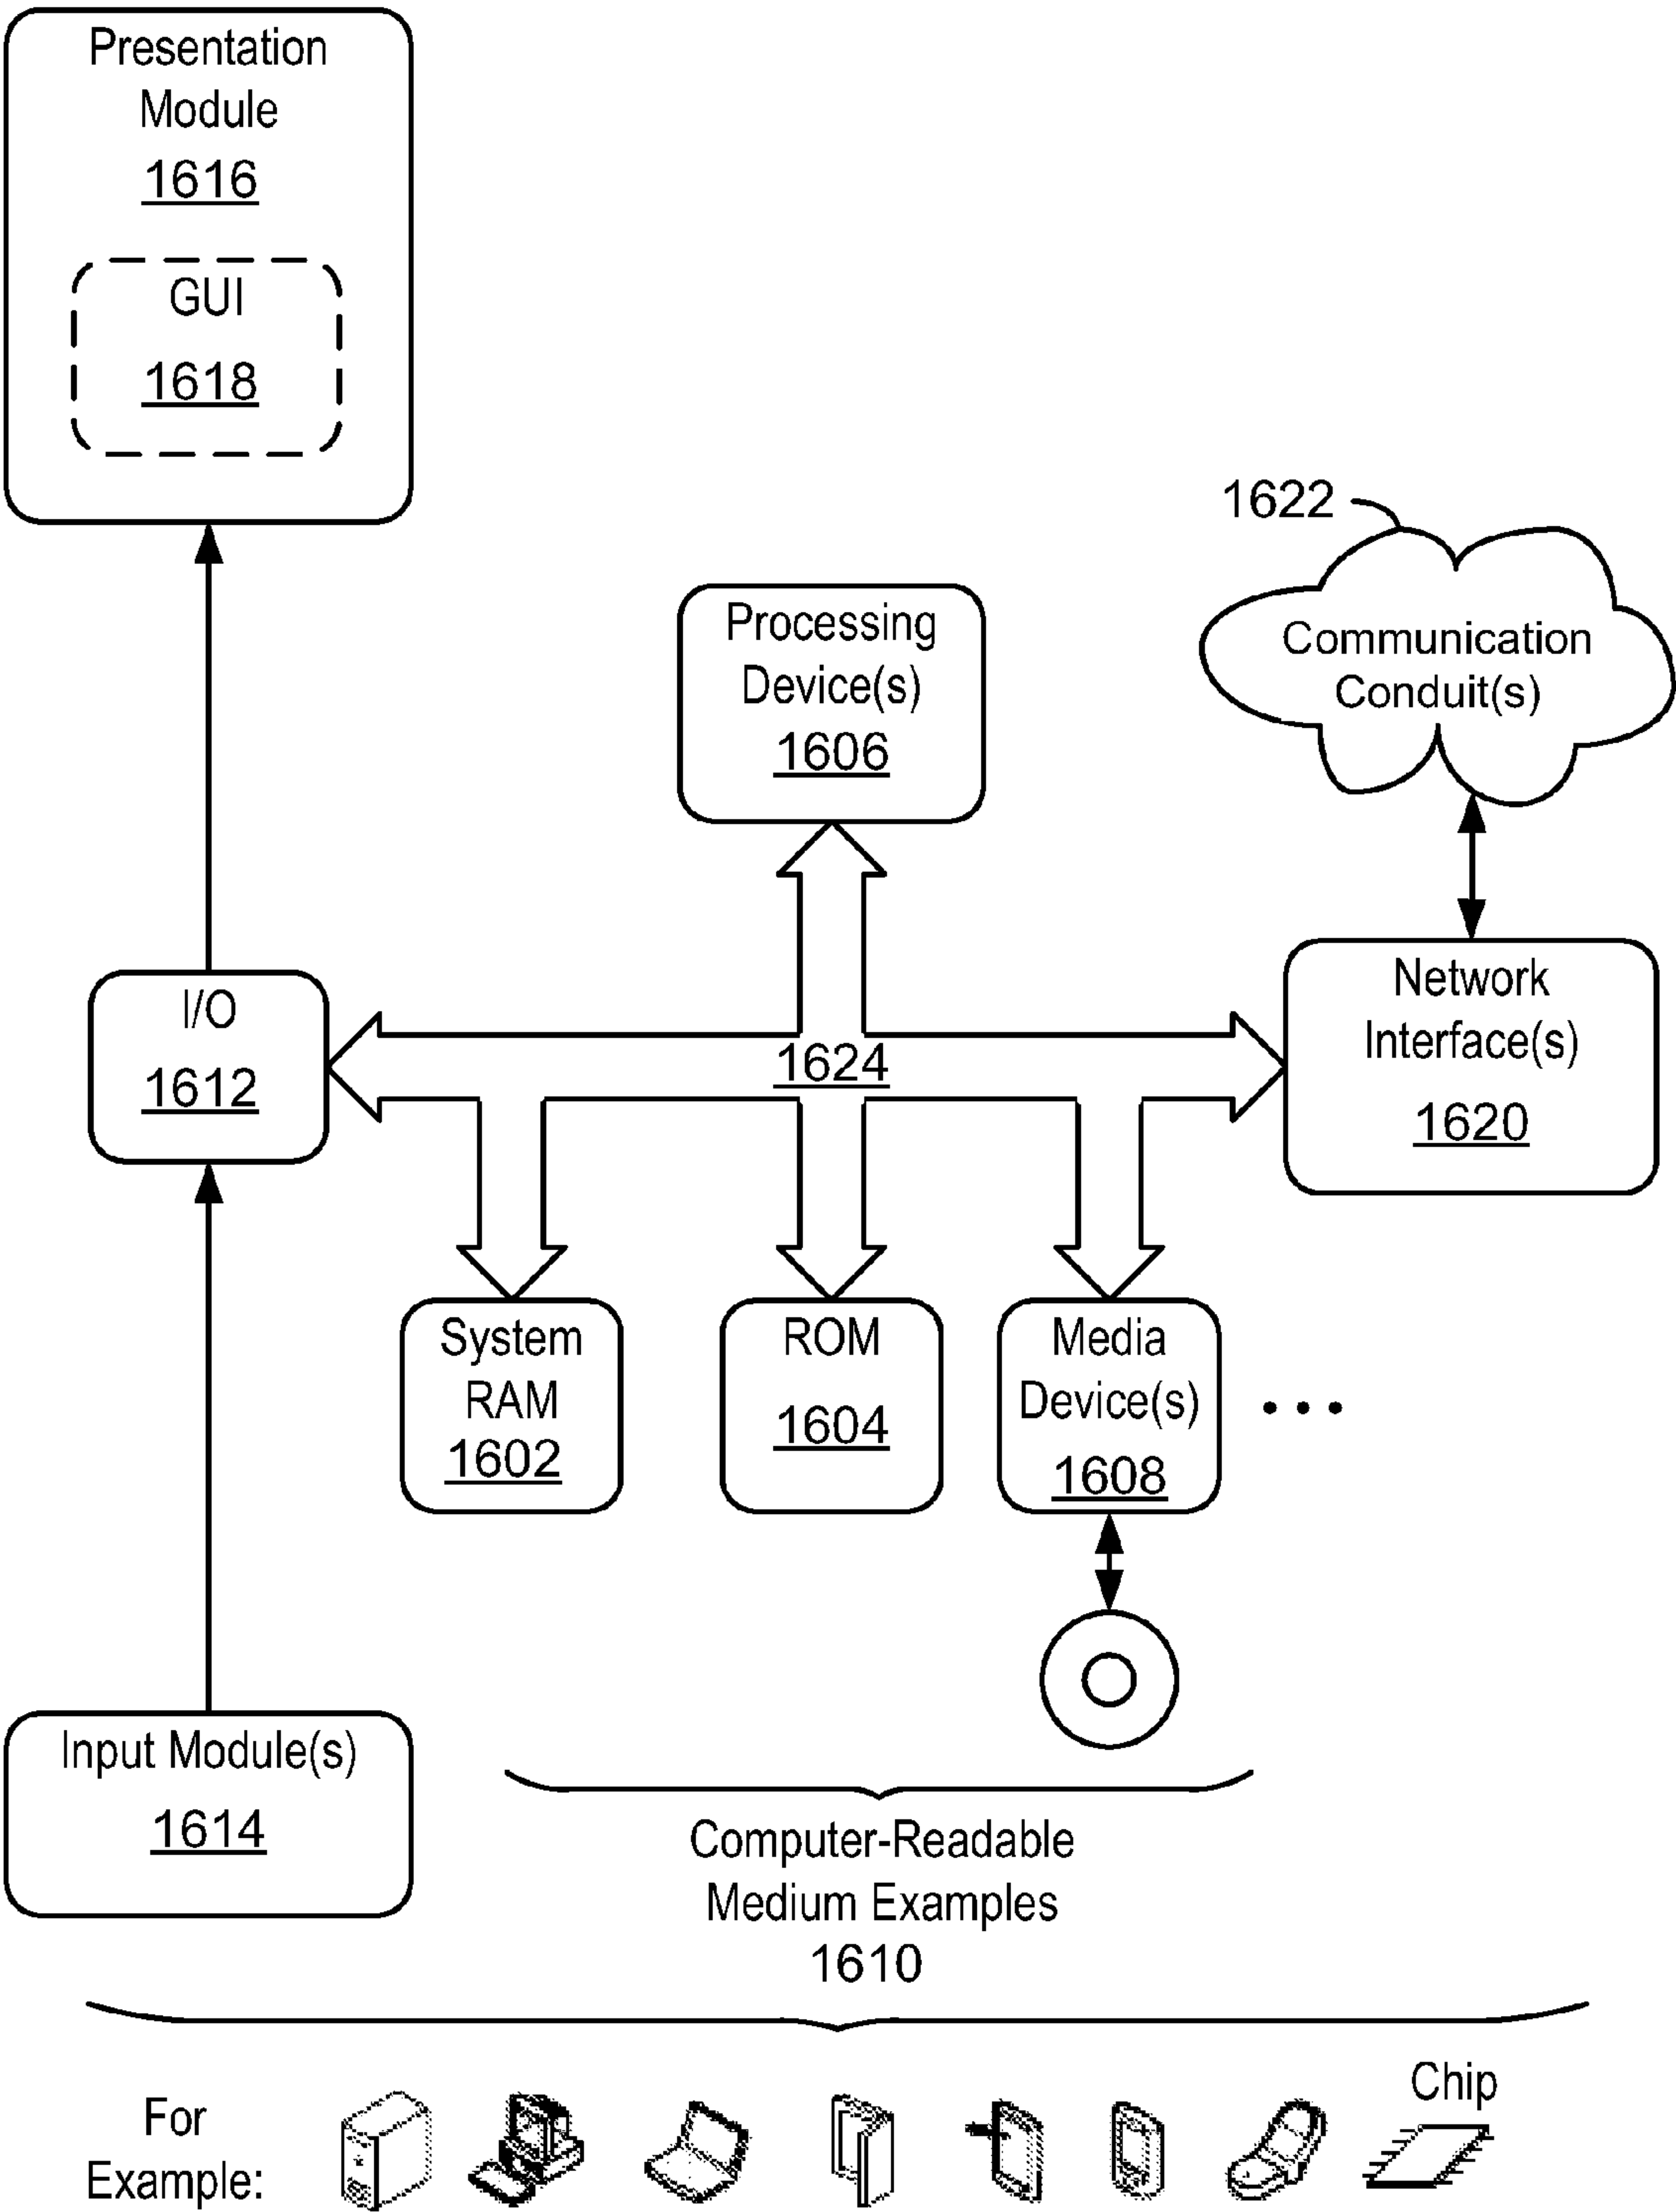 Presentation
Module
1616
GUI
1618
1622
Communication
Conduit(s)
Processing
Device(s)
1606
I/O
1612
1624
Network
Interface(s)
1620
System
RAM
1602
ROM
1604
Media
Device(s)
1608
Input Module(s)
1614
Computer-Readable
Medium Examples
1610
For
Example:
Chip